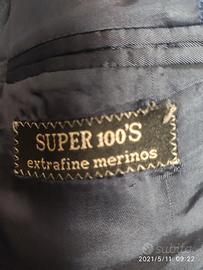 SUPER 100'S
extrafine merinos
subito
2021/5/11 09:22